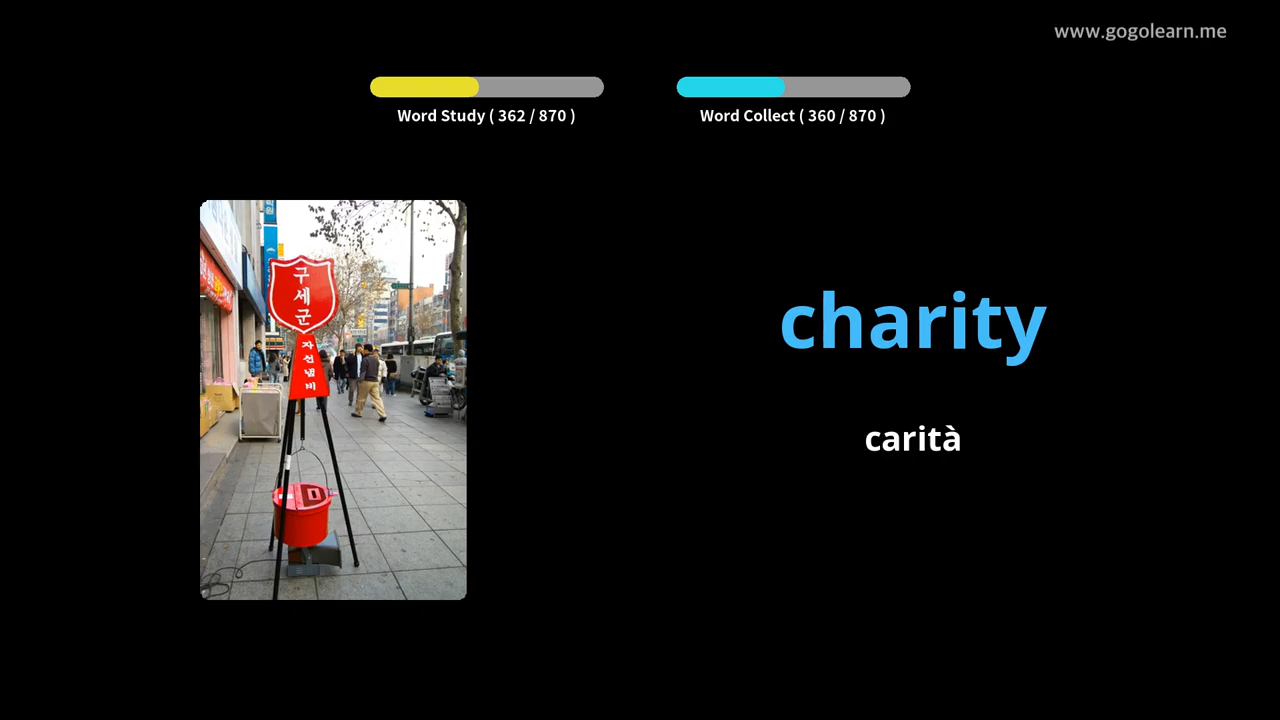 www.gogolearn.me
Word Study ( 362 / 870 )
Word Collect ( 360 / 870 )
구
세
군
자
선
냄
비
charity
carità